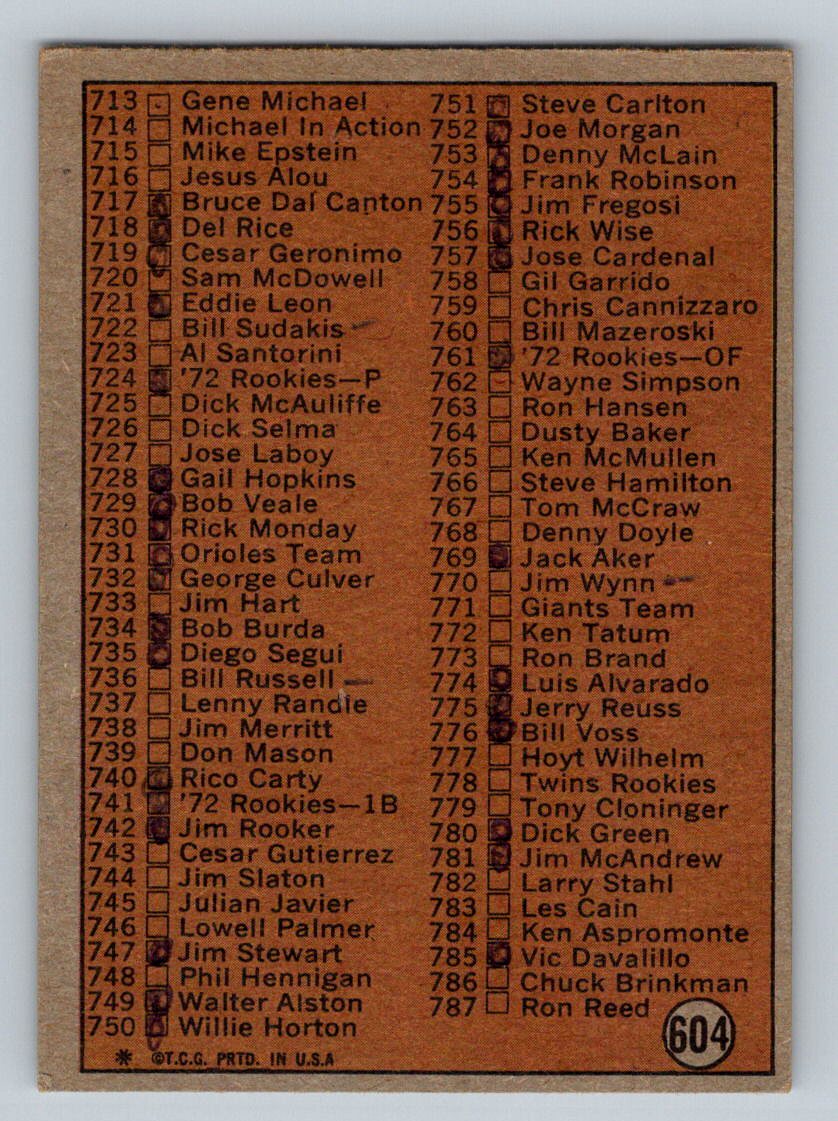 713 Gene Michael
714 Michael In Action
715 Mike Epstein
716 Jesus Alou
717 Bruce Dal Canton
718 Del Rice
719 Cesar Geronimo
720 Sam McDowell
721 Eddie Leon
722 Bill Sudakis
723 Al Santorini
724 '72 Rookies—P
725 Dick McAuliffe
726 Dick Selma
727 Jose Laboy
728 Gail Hopkins
729 Bob Veale
730 Rick Monday
731 Orioles Team
732 George Culver
733 Jim Hart
734 Bob Burda
735 Diego Segui
736 Bill Russell
737 Lenny Randle
738 Jim Merritt
739 Don Mason
740 Rico Carty
741 '72 Rookies—1B
742 Jim Rooker
743 Cesar Gutierrez
744 Jim Slaton
745 Julian Javier
746 Lowell Palmer
747 Jim Stewart
748 Phil Hennigan
749 Walter Alston
750 Willie Horton
751 Steve Carlton
752 Joe Morgan
753 Denny McLain
754 Frank Robinson
755 Jim Fregosi
756 Rick Wise
757 Jose Cardenal
758 Gil Garrido
759 Chris Cannizzaro
760 Bill Mazeroski
761 '72 Rookies—OF
762 Wayne Simpson
763 Ron Hansen
764 Dusty Baker
765 Ken McMullen
766 Steve Hamilton
767 Tom McCraw
768 Denny Doyle
769 Jack Aker
770 Jim Wynn
771 Giants Team
772 Ken Tatum
773 Ron Brand
774 Luis Alvarado
775 Jerry Reuss
776 Bill Voss
777 Hoyt Wilhelm
778 Twins Rookies
779 Tony Cloninger
780 Dick Green
781 Jim McAndrew
782 Larry Stahl
783 Les Cain
784 Ken Aspromonte
785 Vic Davalillo
786 Chuck Brinkman
787 Ron Reed
604
* ©T.C.G. PRTD. IN U.S.A